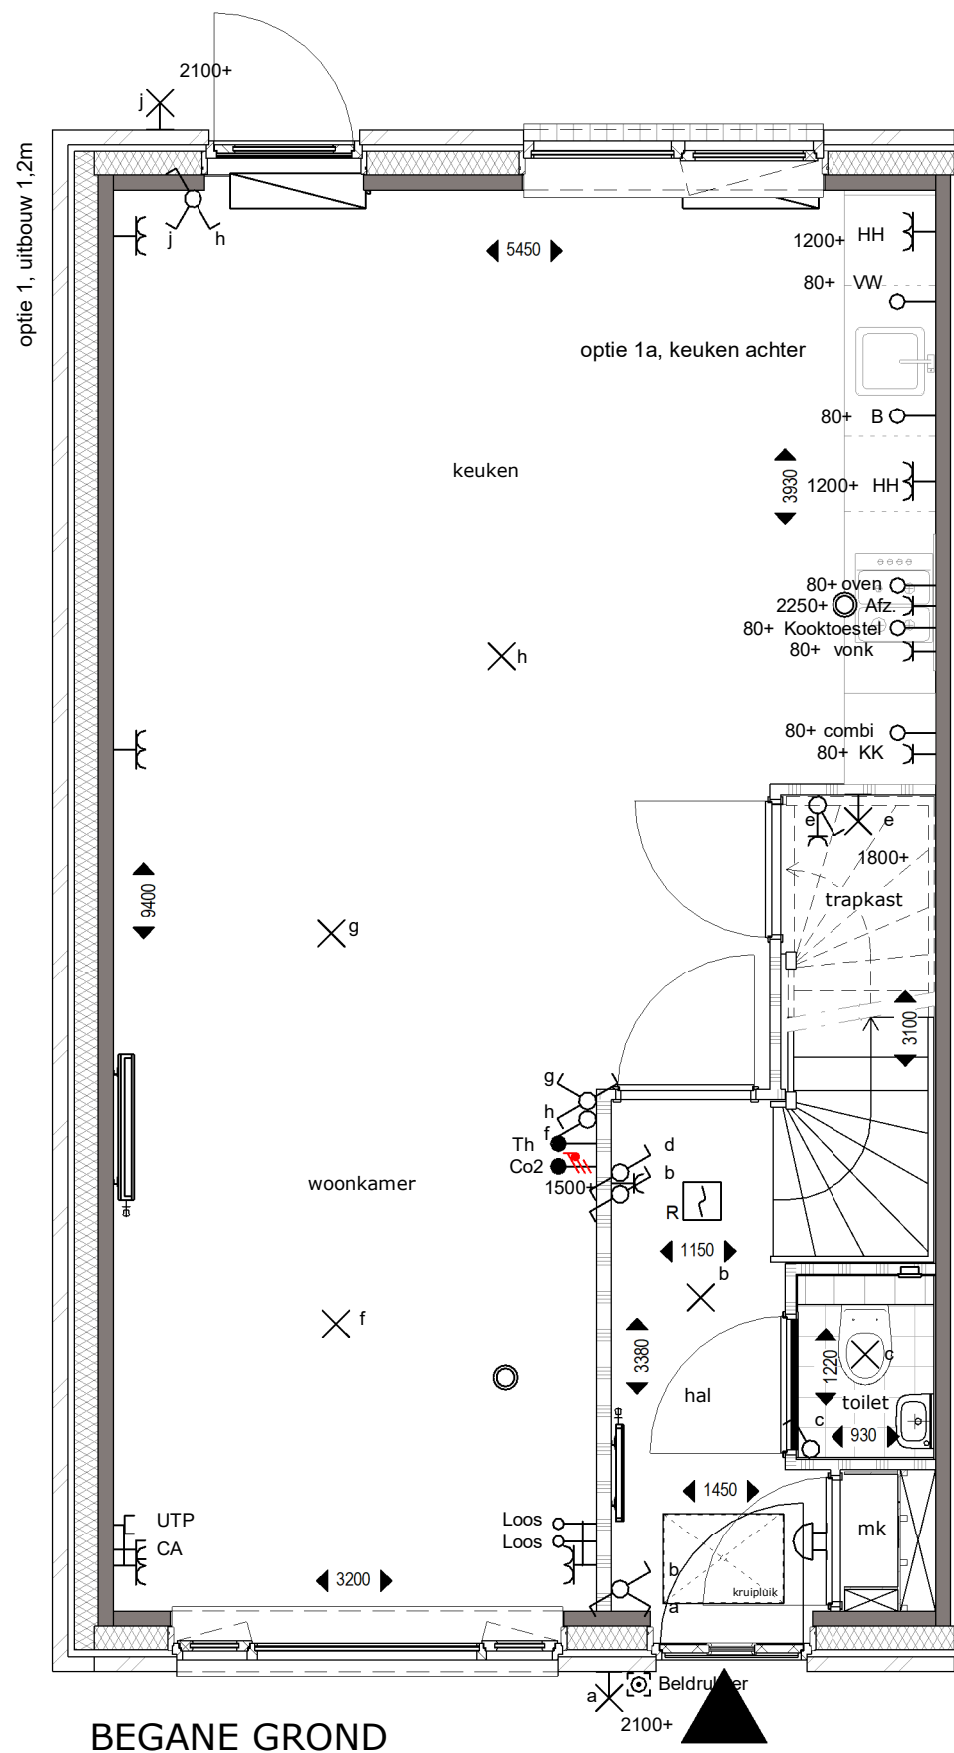 2100+
j
optie 1, uitbouw 1,2m
j
h
5450
1200+ HH
80+ VW
optie 1a, keuken achter
80+ B
keuken
3930
1200+ HH
80+ oven
2250+ Afz.
80+ Kooktoestel
80+ vonk
h
80+ combi
80+ KK
e
e
1800+
trapkast
9400
g
3100
g
h
f
Th
Co2
1500+
d
b
woonkamer
R
1150
b
f
3380
1220
c
hal
toilet
c
930
1450
UTP
CA
Loos
Loos
mk
b
kruipluik
a
3200
a
Beldrukker
2100+
BEGANE GROND